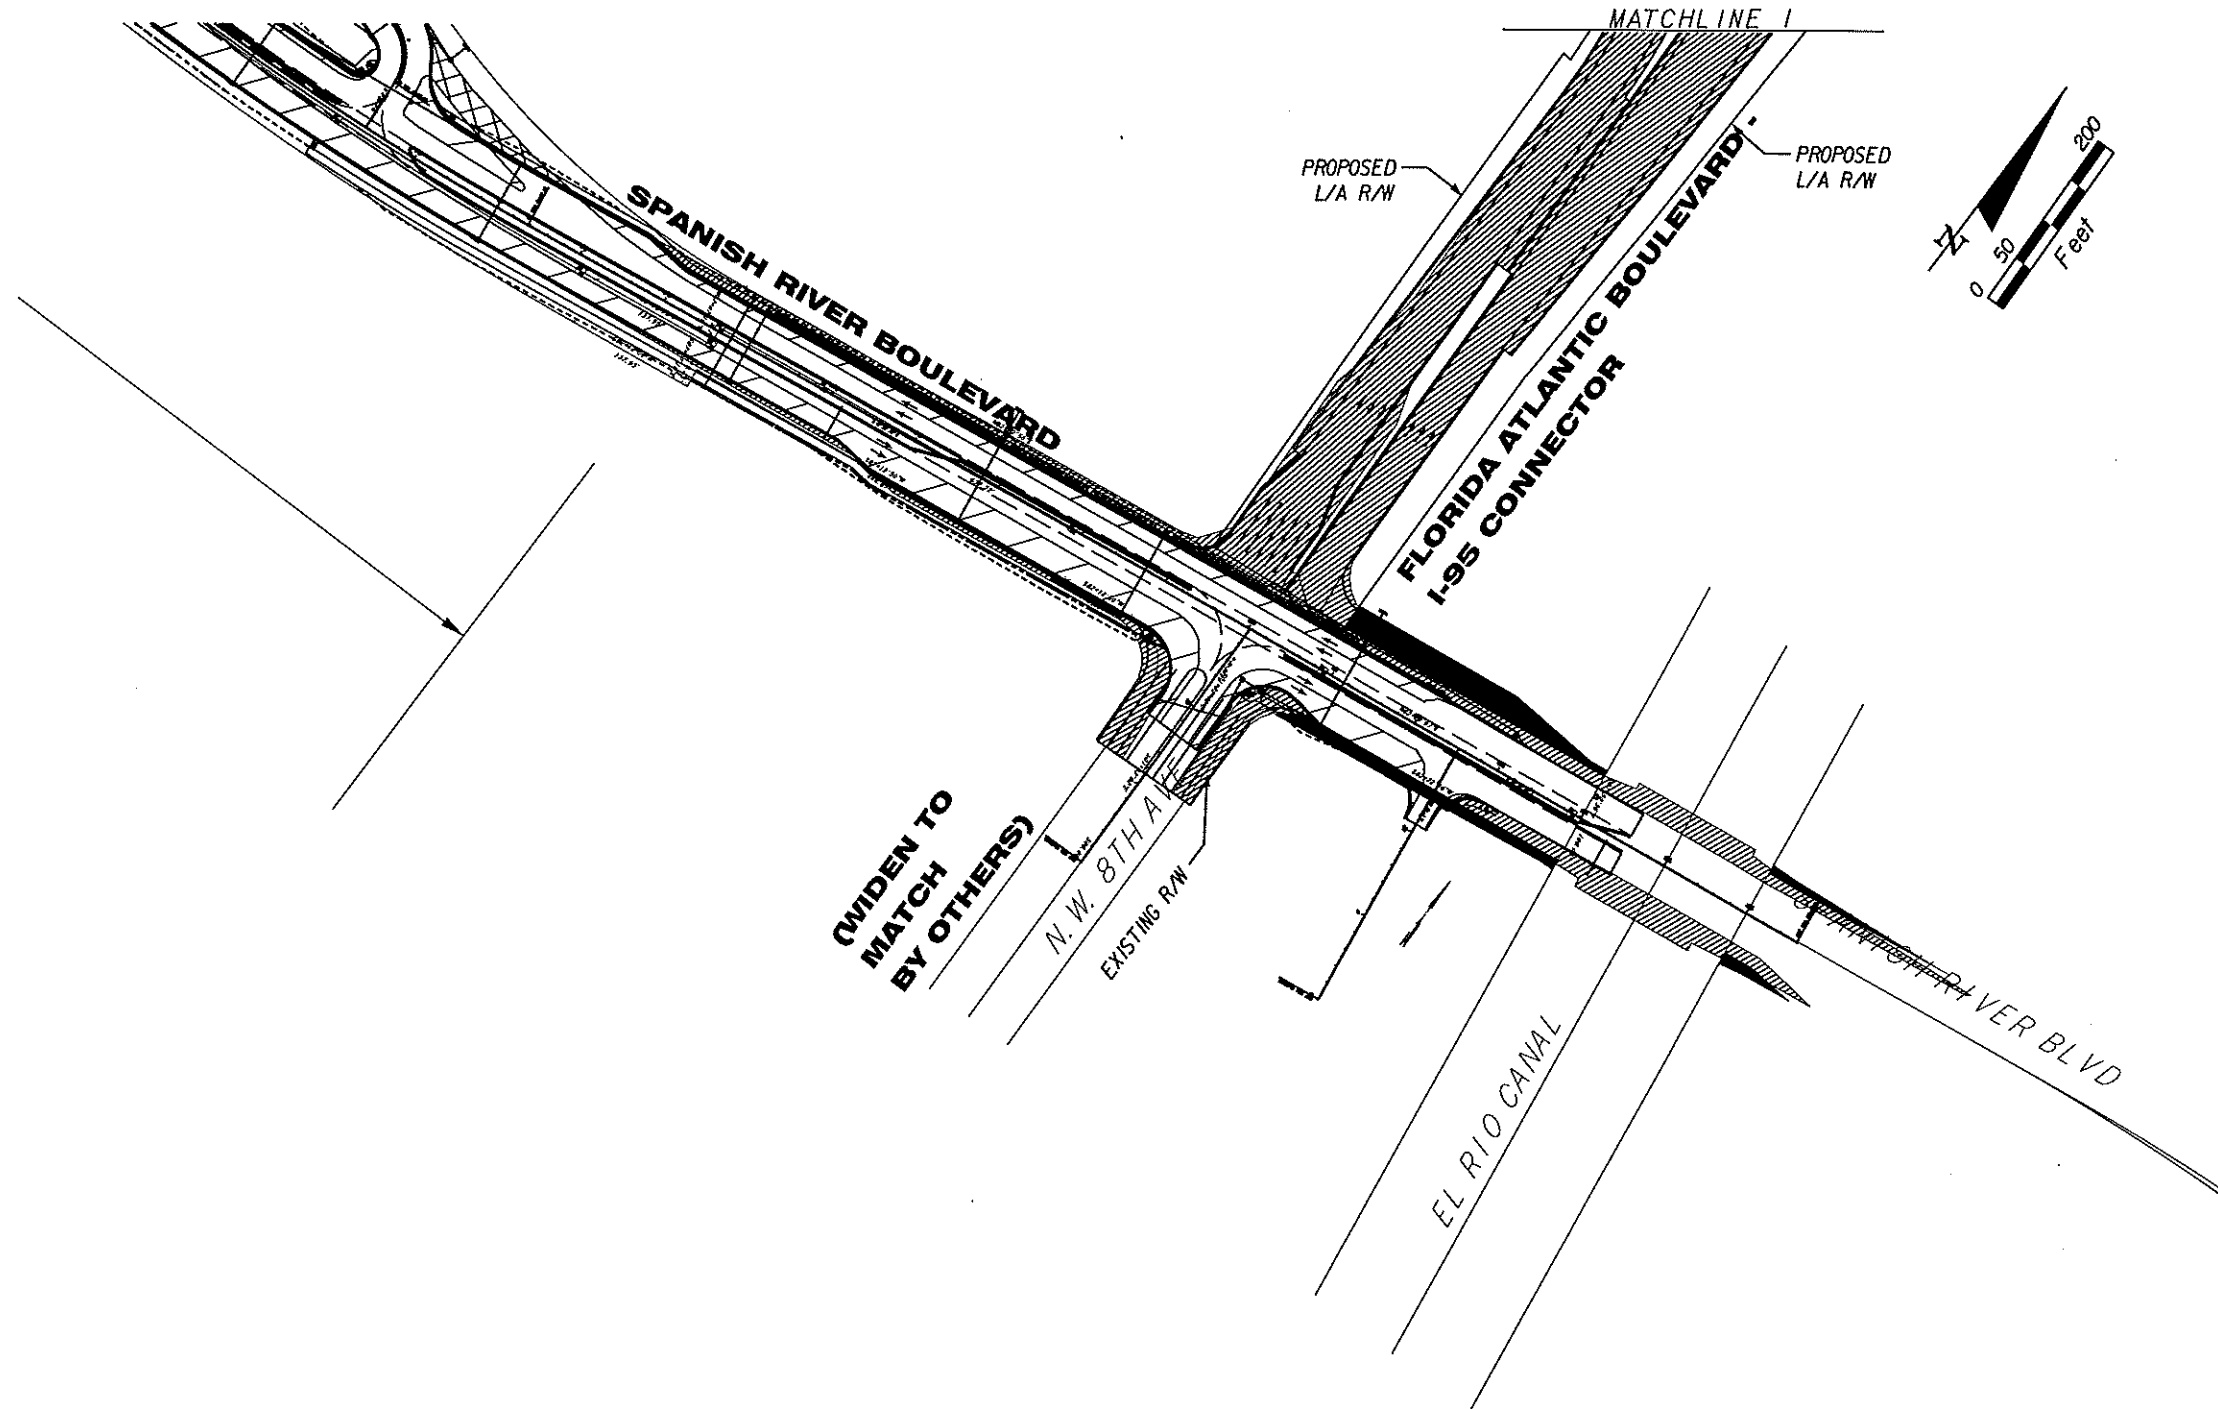 MATCHLINE 1
PROPOSED
L/A R/W
PROPOSED
L/A R/W
N
0
50
200
Feet
SPANISH RIVER BOULEVARD
FLORIDA ATLANTIC BOULEVARD -
I-95 CONNECTOR
(WIDEN TO
MATCH
BY OTHERS)
N.W. 8TH AVE
EXISTING R/W
EL RIO CANAL
SPANISH RIVER BLVD